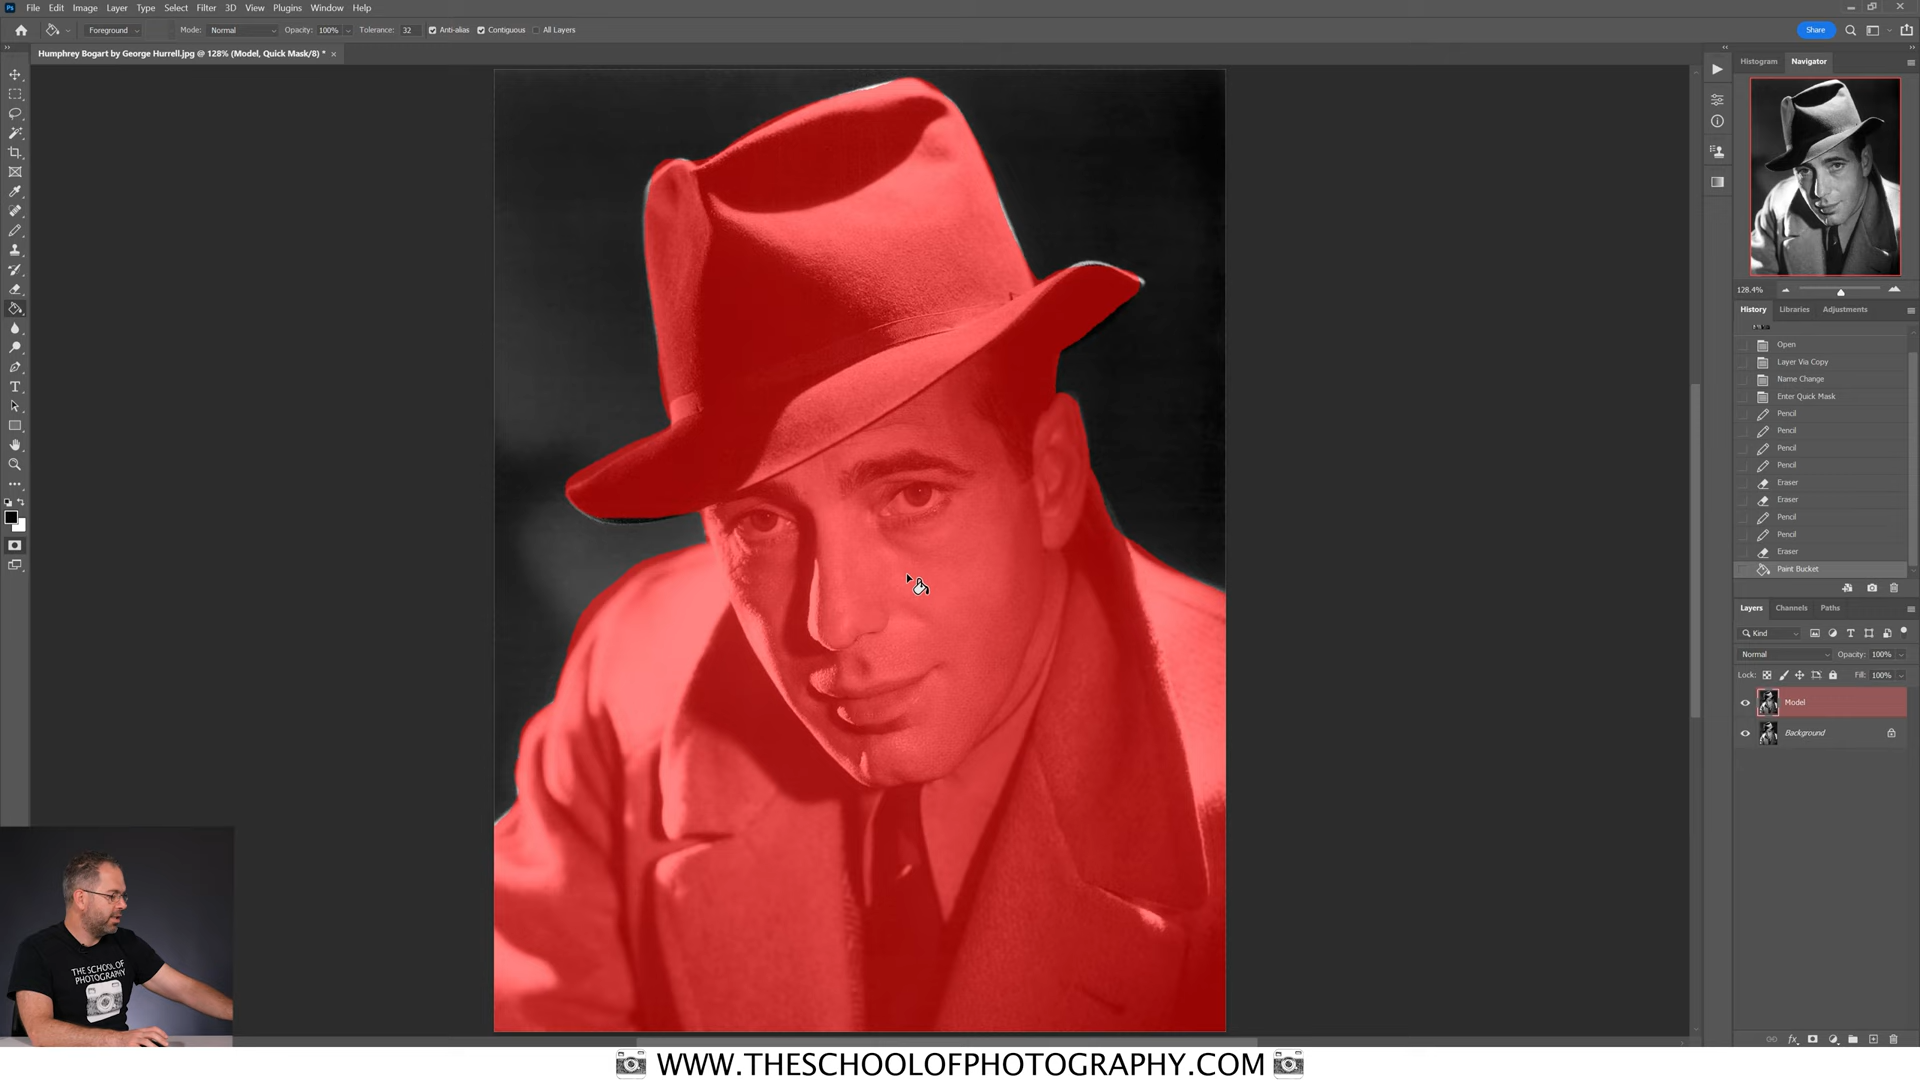 Ps File Edit Image Layer Type Select Filter 3D View Plugins Window Help
Foreground Mode: Normal Opacity: 100% Tolerance: 32 Anti-alias Contiguous All Layers Share
Humphrey Bogart by George Hurrell.jpg @ 128% (Model, Quick Mask/8) * ×
Histogram Navigator
128.4%
History Libraries Adjustments
Open
Layer Via Copy
Name Change
Enter Quick Mask
Pencil
Pencil
Pencil
Pencil
Eraser
Eraser
Pencil
Pencil
Eraser
Paint Bucket
Layers Channels Paths
Kind
Normal Opacity: 100%
Lock: Fill: 100%
Model
Background
fx
THE SCHOOL OF
PHOTOGRAPHY
WWW.THESCHOOLOFPHOTOGRAPHY.COM